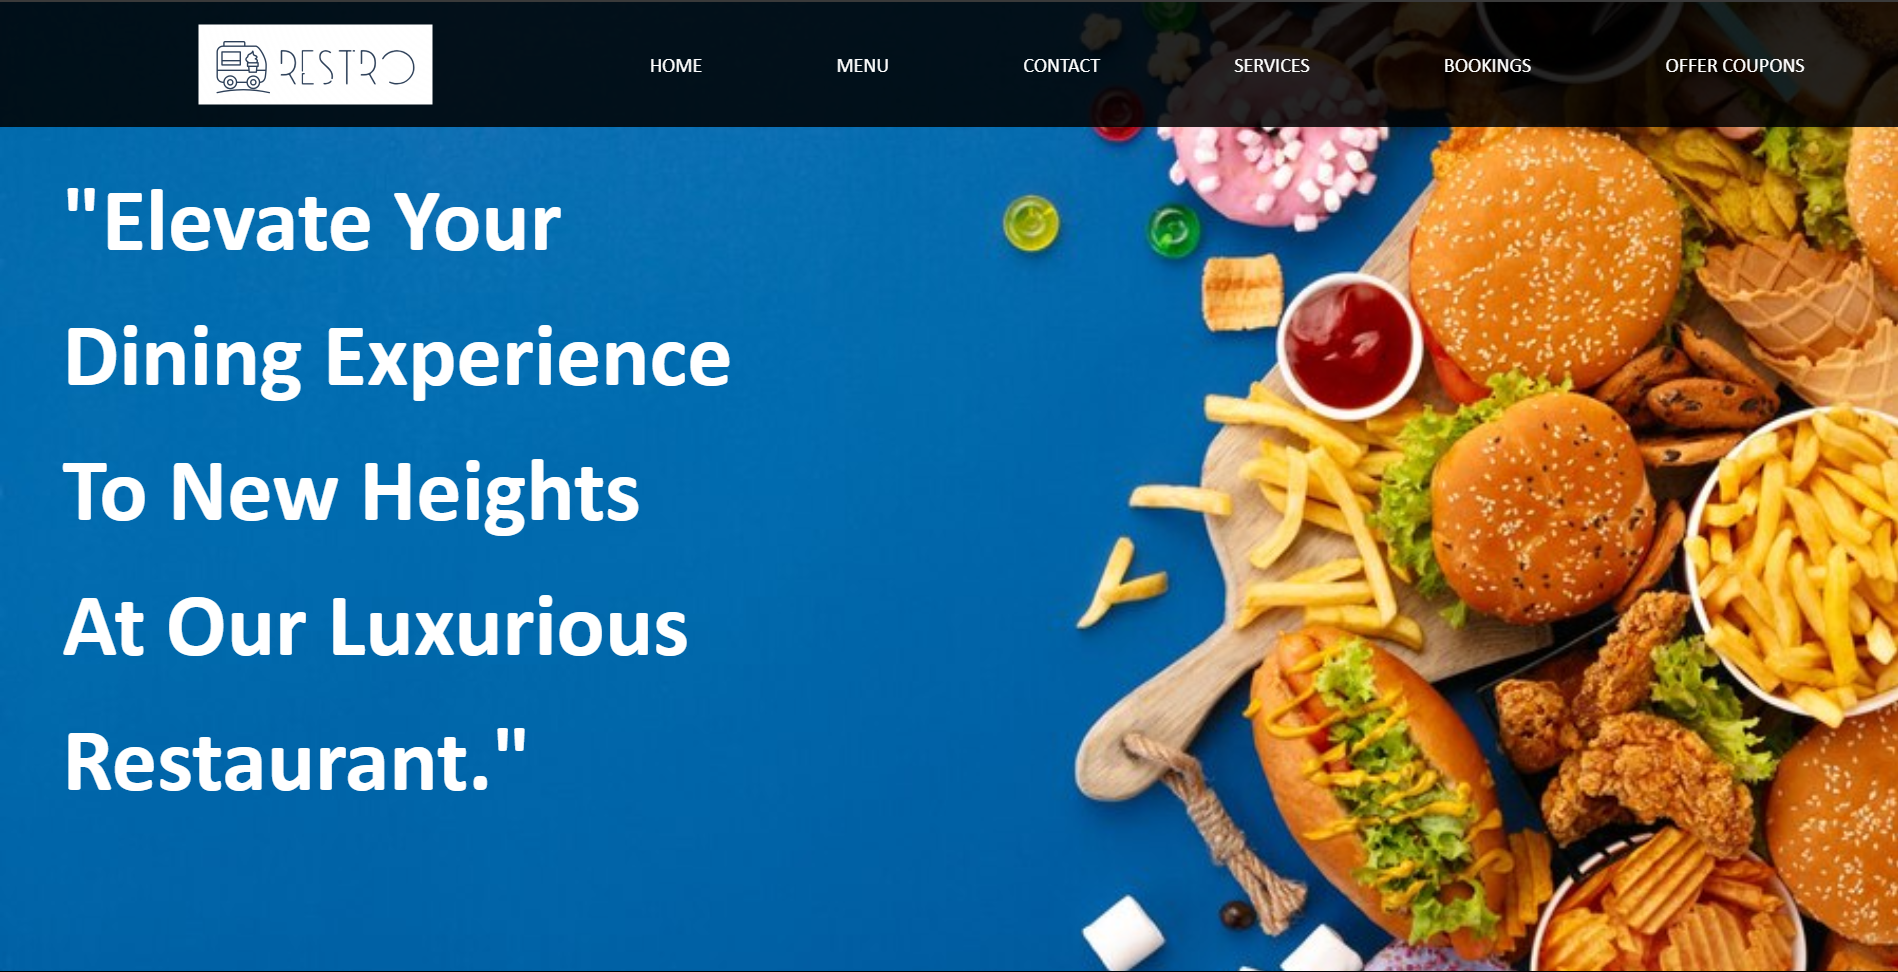 RESTRO
HOME MENU CONTACT SERVICES BOOKINGS OFFER COUPONS
"Elevate Your
Dining Experience
To New Heights
At Our Luxurious
Restaurant."